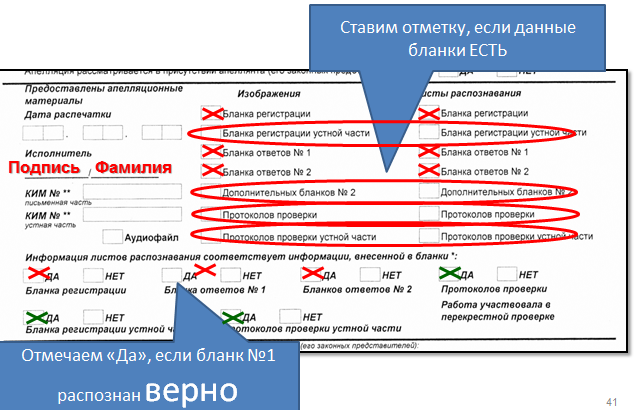 Ставим отметку, если данные
бланки ЕСТЬ
Апелляция рассматривается в присутствии апеллянта (его законных
ДА НЕТ
Предоставлены апелляционные
материалы
Изображения
листы распознавания
Дата распечатки
Бланка регистрации
Бланка регистрации
Бланка регистрации устной части
Бланка регистрации устной части
Исполнитель
Бланка ответов № 1
Бланка ответов № 1
Подпись / Фамилия
Бланка ответов № 2
Бланка ответов № 2
КИМ № **
письменная часть
Дополнительных бланков № 2
Дополнительных бланков № 2
КИМ № **
устная часть
Протоколов проверки
Протоколов проверки
Аудиофайл
Протоколов проверки устной части
Протоколов проверки устной части
Информация листов распознавания соответствует информации, внесенной в бланки *:
ДА НЕТ ДА НЕТ ДА НЕТ ДА НЕТ
Бланка регистрации Бланка ответов № 1 Бланков ответов № 2 Протоколов проверки
Работа участвовала в
перекрестной проверке
ДА НЕТ ДА НЕТ
Бланка регистрации устной части Протоколов проверки устной части
(его законных представителей):
Отмечаем «Да», если бланк №1
распознан верно
41